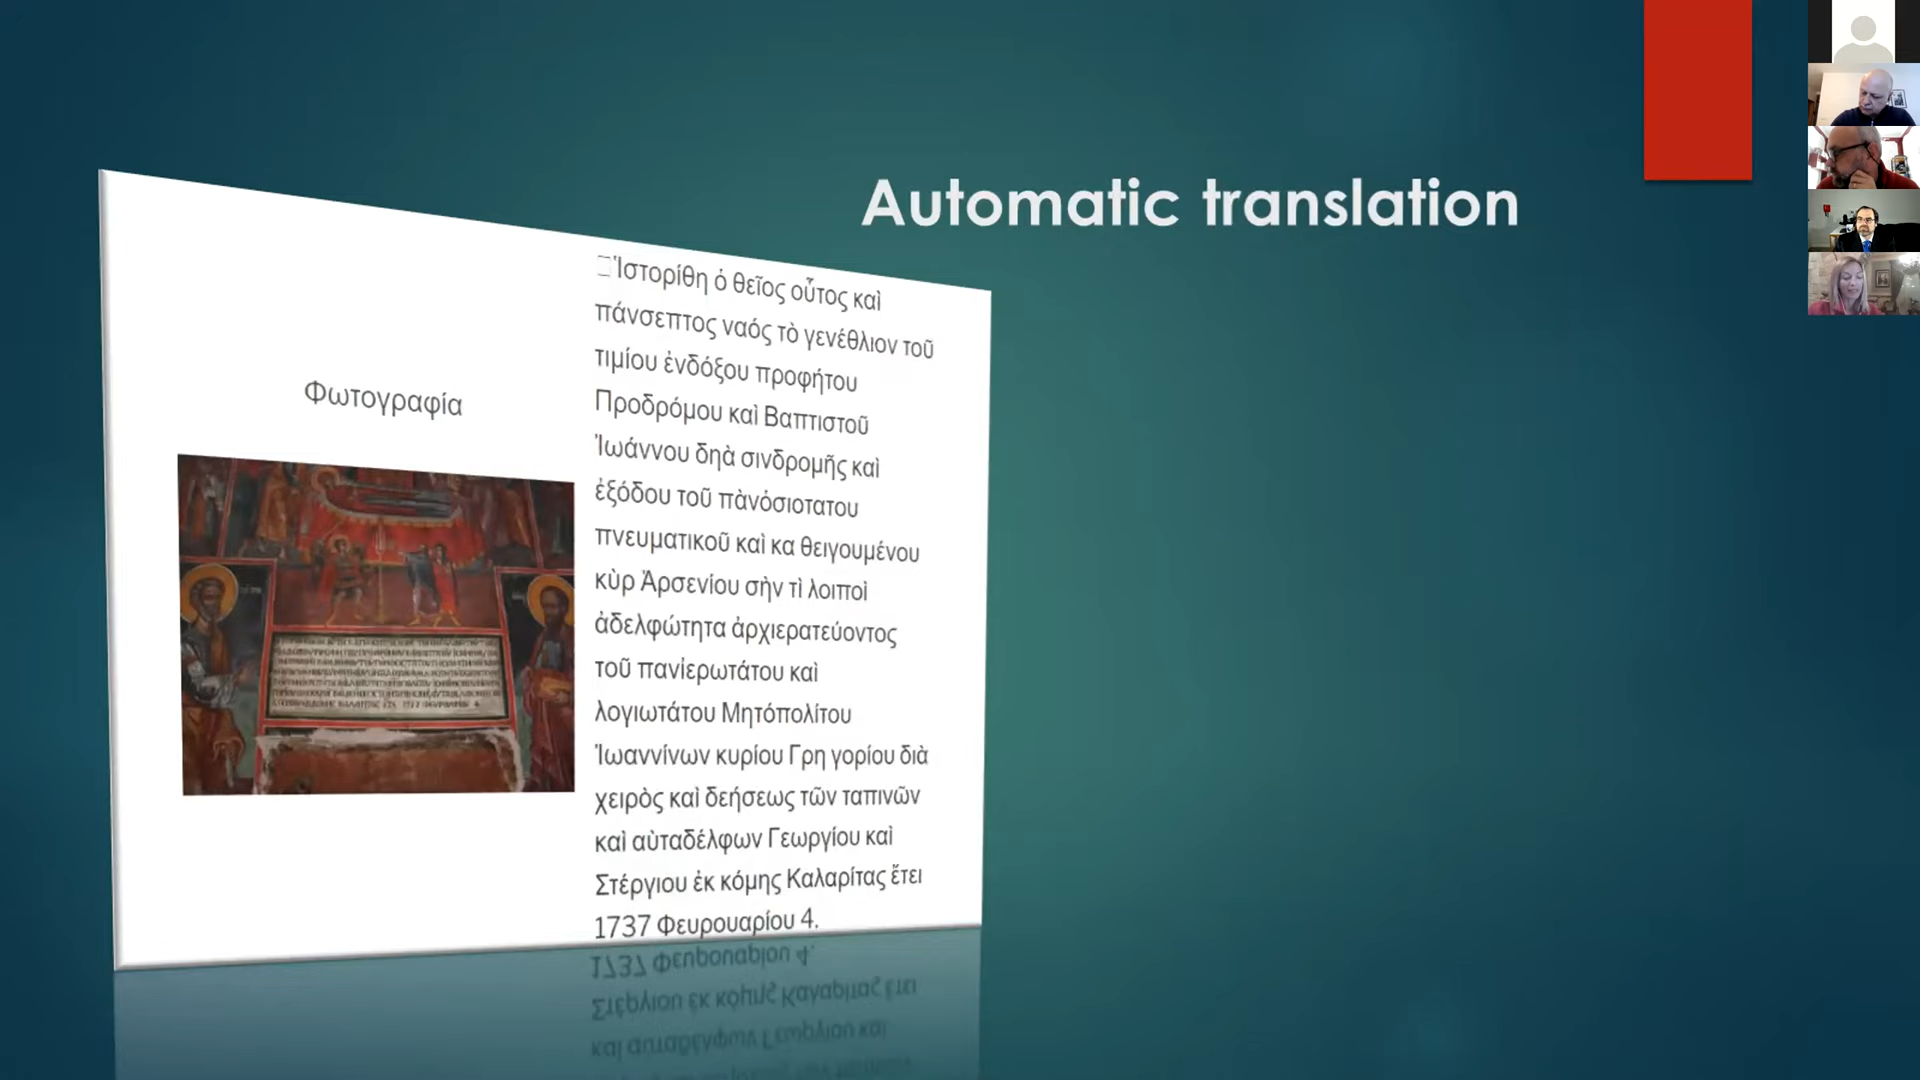 Automatic translation
Φωτογραφία
Ἱστορίθη ὁ θεῖος οὗτος καὶ
πάνσεπτος ναός τὸ γενέθλιον τοῦ
τιμίου ἐνδόξου προφήτου
Προδρόμου καὶ Βαπτιστοῦ
Ἰωάννου δηὰ σινδρομῆς καὶ
ἐξόδου τοῦ πὰνόσιοτατου
πνευματικοῦ καὶ κα θειγουμένου
κὺρ Ἀρσενίου σὴν τὶ λοιποὶ
ἀδελφώτητα ἀρχιερατεύοντος
τοῦ πανἱερωτάτου καὶ
λογιωτάτου Μητόπολίτου
Ἰωαννίνων κυρίου Γρη γορίου διὰ
χειρὸς καὶ δεήσεως τῶν ταπινῶν
καὶ αὐταδέλφων Γεωργίου καὶ
Στέργιου ἐκ κόμης Καλαρίτας ἔτει
1737 Φευρουαρίου 4.